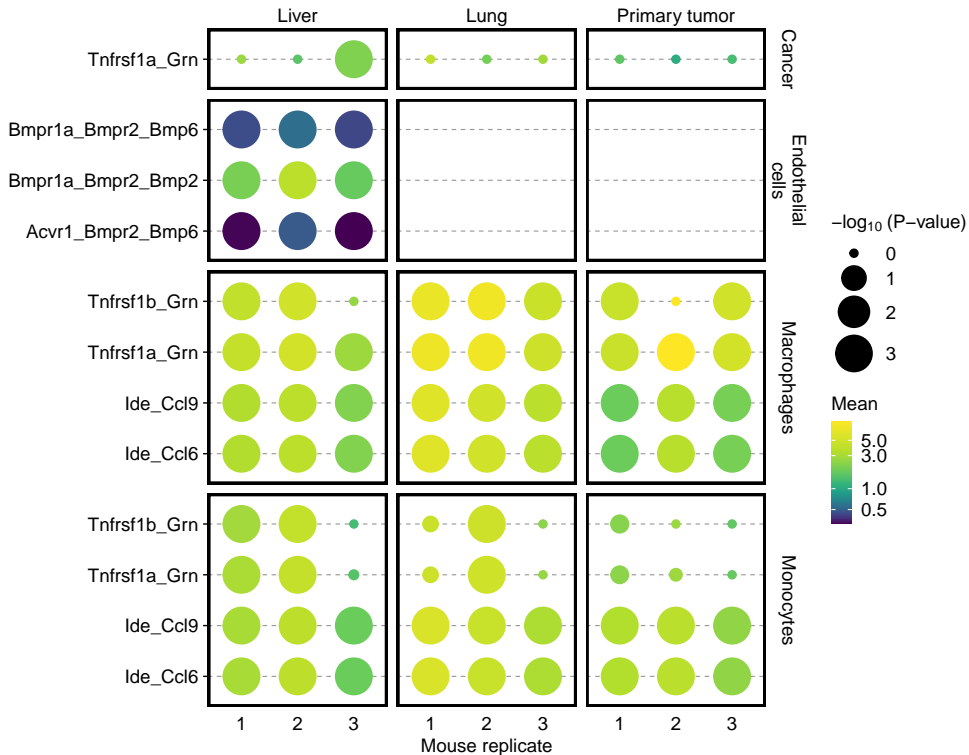 Liver Lung Primary tumor
Tnfrsf1a_Grn
Cancer
Bmpr1a_Bmpr2_Bmp6
Bmpr1a_Bmpr2_Bmp2
Acvr1_Bmpr2_Bmp6
Endothelial
cells
Tnfrsf1b_Grn
Tnfrsf1a_Grn
Ide_Ccl9
Ide_Ccl6
Macrophages
Tnfrsf1b_Grn
Tnfrsf1a_Grn
Ide_Ccl9
Ide_Ccl6
Monocytes
1 2 3 1 2 3 1 2 3
Mouse replicate
−log10 (P−value)
0
1
2
3
Mean
5.0
3.0
1.0
0.5